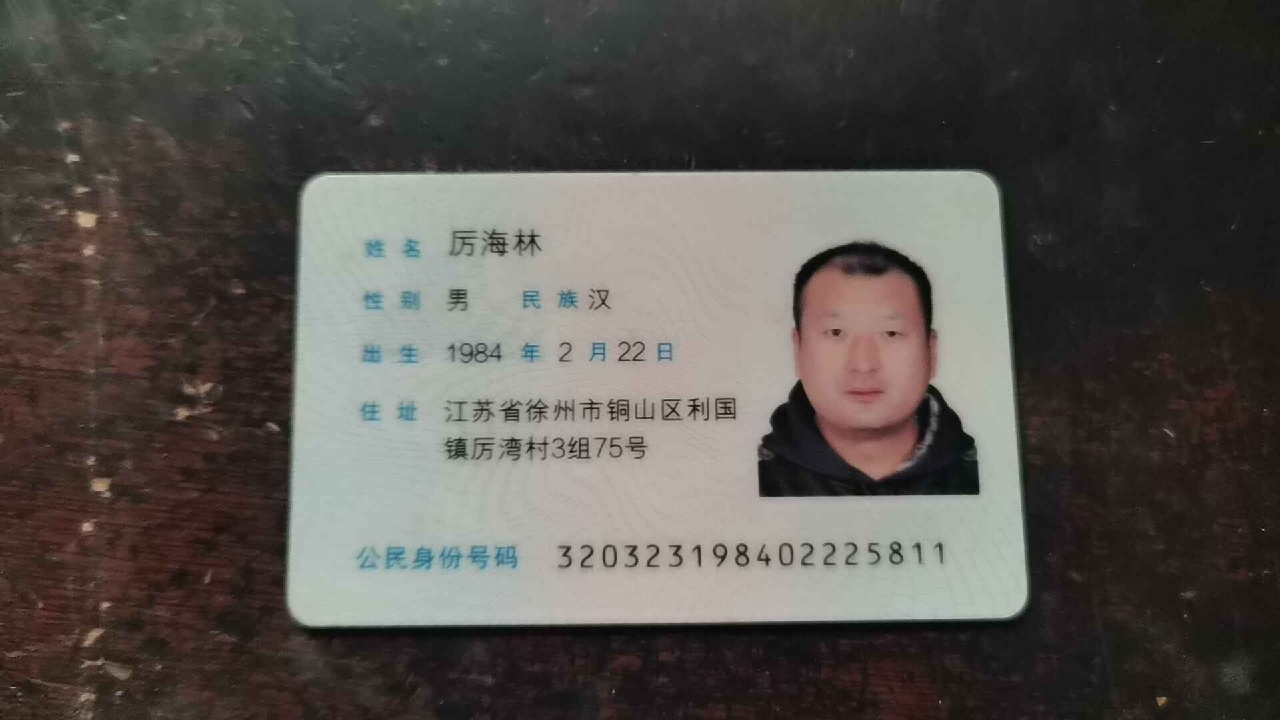 姓名 厉海林
性别 男 民族 汉
出生 1984 年 2 月 22 日
住址 江苏省徐州市铜山区利国
镇厉湾村3组75号
公民身份号码 320323198402225811